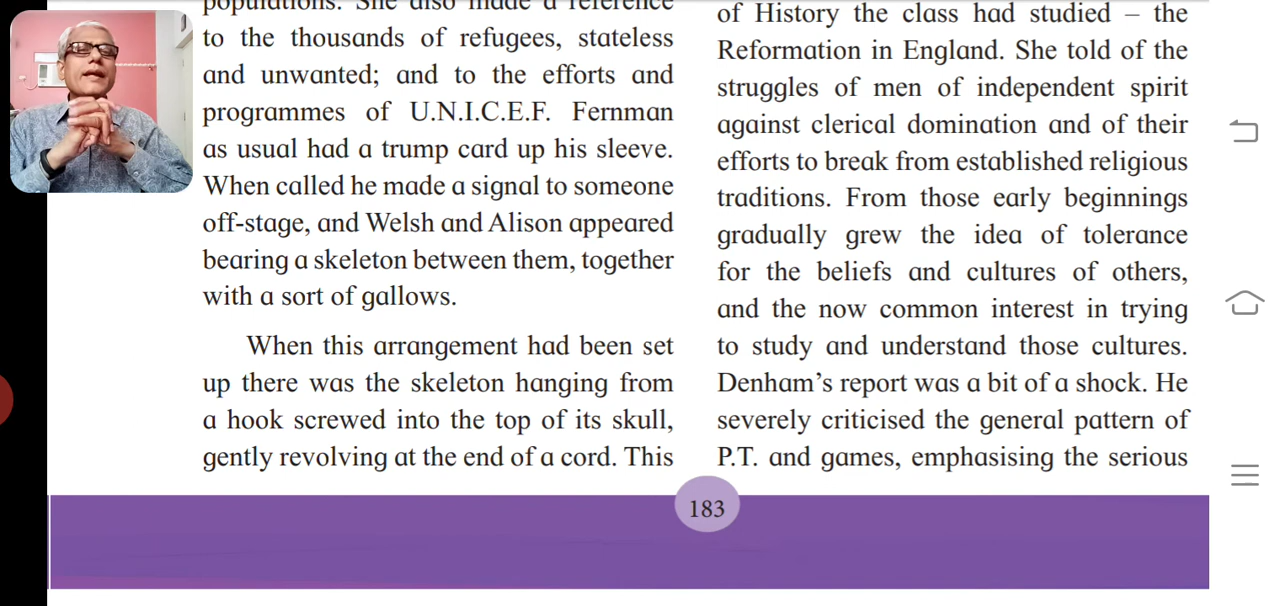 populations. She also made a reference
to the thousands of refugees, stateless
and unwanted; and to the efforts and
programmes of U.N.I.C.E.F. Fernman
as usual had a trump card up his sleeve.
When called he made a signal to someone
off-stage, and Welsh and Alison appeared
bearing a skeleton between them, together
with a sort of gallows.
When this arrangement had been set
up there was the skeleton hanging from
a hook screwed into the top of its skull,
gently revolving at the end of a cord. This
of History the class had studied – the
Reformation in England. She told of the
struggles of men of independent spirit
against clerical domination and of their
efforts to break from established religious
traditions. From those early beginnings
gradually grew the idea of tolerance
for the beliefs and cultures of others,
and the now common interest in trying
to study and understand those cultures.
Denham’s report was a bit of a shock. He
severely criticised the general pattern of
P.T. and games, emphasising the serious
183